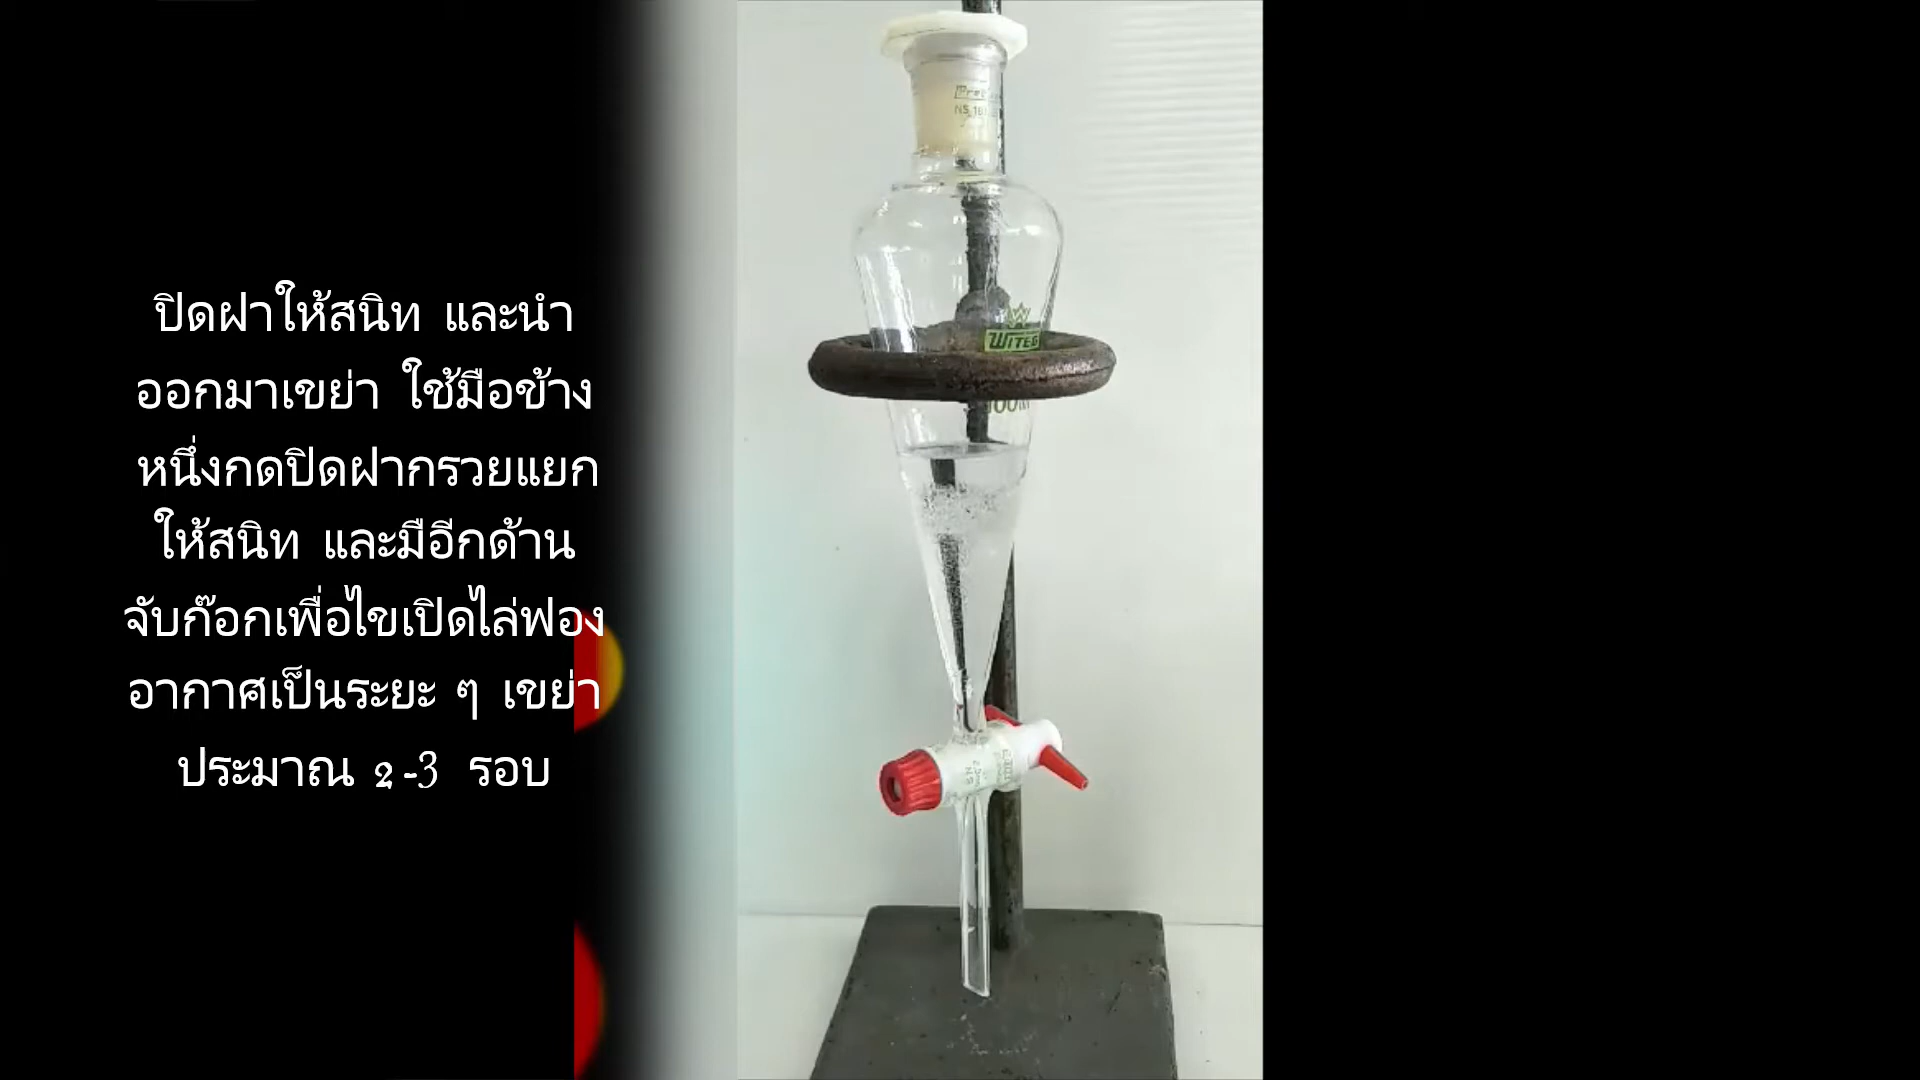 ปิดฝาให้สนิท และนำ
ออกมาเขย่า ใช้มือข้าง
หนึ่งกดปิดฝากรวยแยก
ให้สนิท และมือีกด้าน
จับก๊อกเพื่อไขเปิดไล่ฟอง
อากาศเป็นระยะ ๆ เขย่า
ประมาณ 2-3 รอบ
WITEG